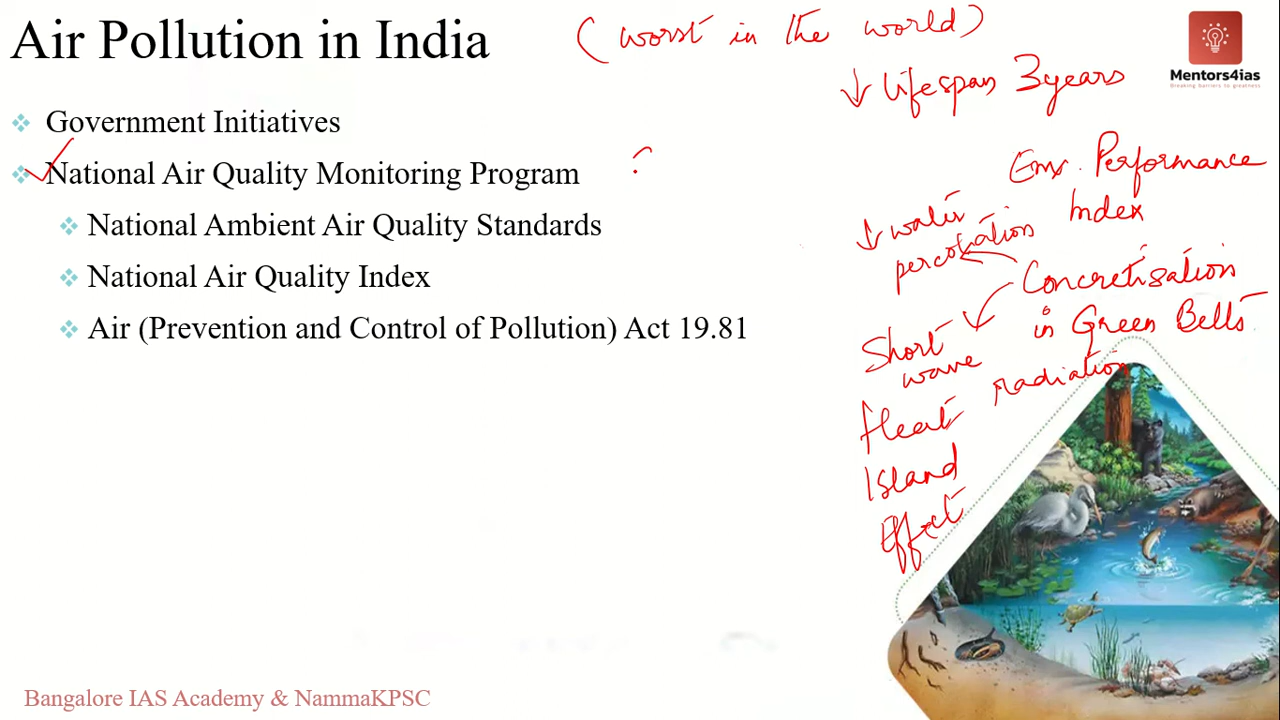 Air Pollution in India
(worst in the world)
↓ lifespan 3 years
Mentors4ias
Breaking barriers to greatness
Government Initiatives
National Air Quality Monitoring Program
National Ambient Air Quality Standards
National Air Quality Index
Air (Prevention and Control of Pollution) Act 19.81
Env. Performance
Index
↓ water
percolation
Concretisation
in Green Belts
Short
wave radiation
Heat
Island
Effect
Bangalore IAS Academy & NammaKPSC